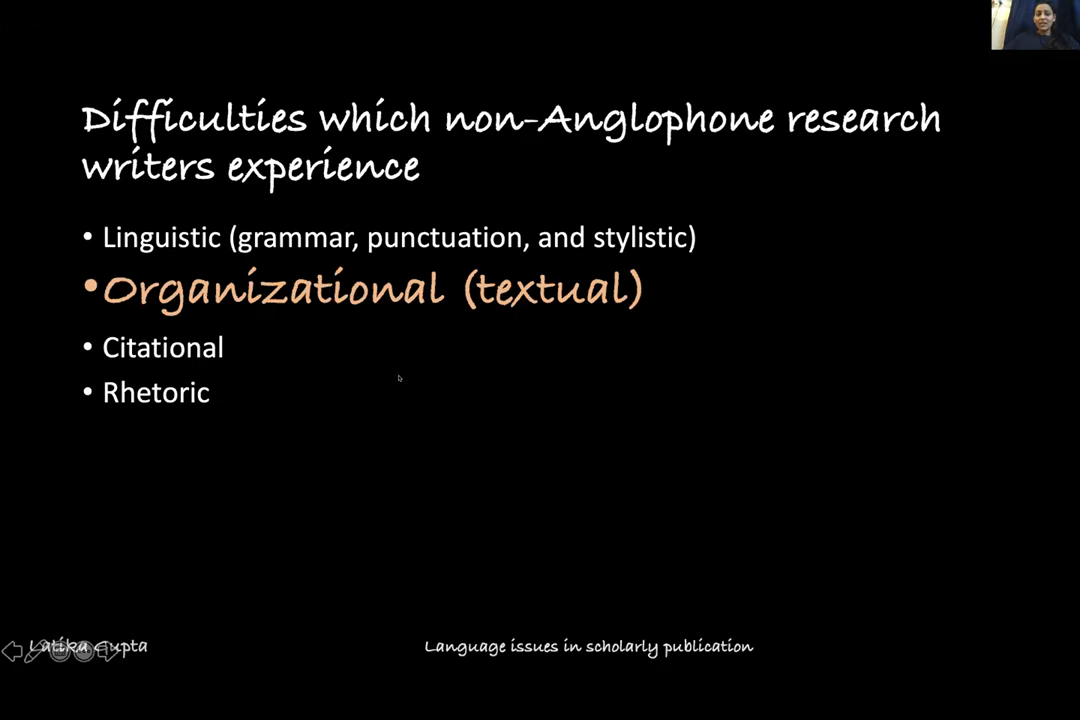 Difficulties which non-Anglophone research
writers experience
• Linguistic (grammar, punctuation, and stylistic)
• Organizational (textual)
• Citational
• Rhetoric
Latika Gupta
Language issues in scholarly publication